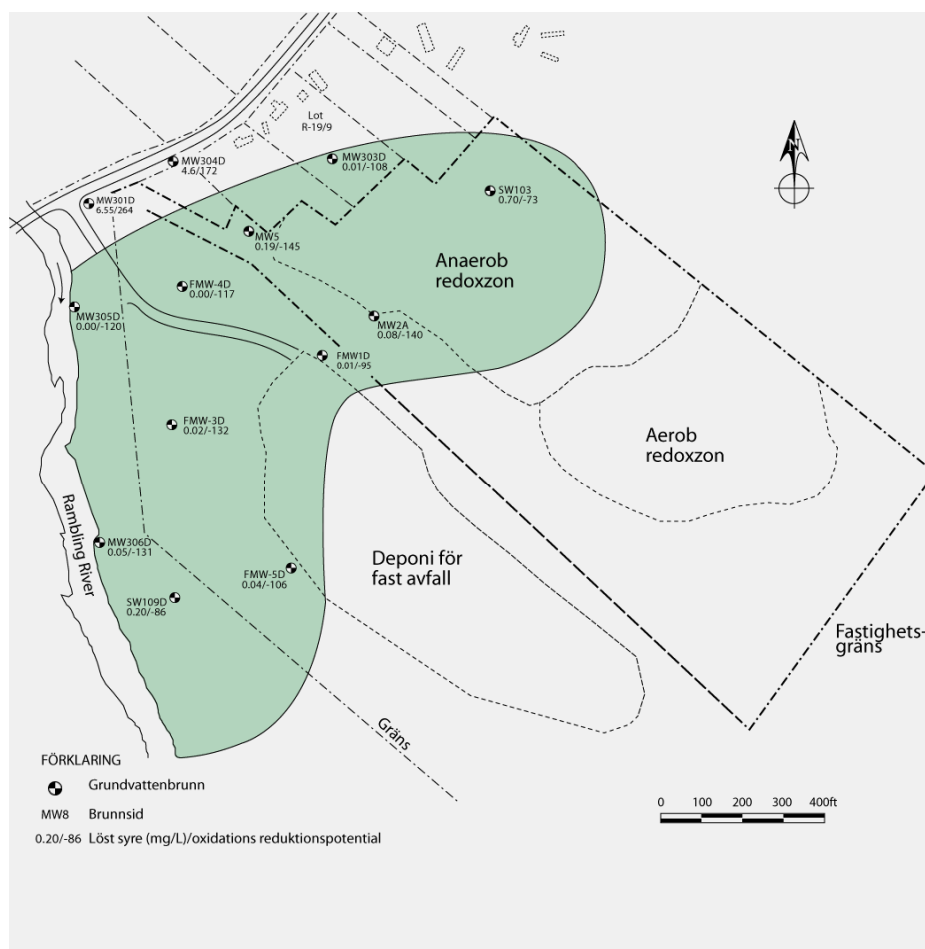 Lot
R-19/9
MW304D
4.6/172
MW303D
0.01/-108
SW103
0.70/-73
MW301D
6.55/264
MW5
0.19/-145
Anaerob
redoxzon
FMW-4D
0.00/-117
MW305D
0.00/-120
MW2A
0.08/-140
FMW1D
0.01/-95
FMW-3D
0.02/-132
Aerob
redoxzon
Rambling River
MW306D
0.05/-131
Deponi för
fast avfall
FMW-5D
0.04/-106
SW109D
0.20/-86
Fastighets-
gräns
Gräns
FÖRKLARING
Grundvattenbrunn
MW8 Brunnsid
0.20/-86 Löst syre (mg/L)/oxidations reduktionspotential
0 100 200 300 400ft
N